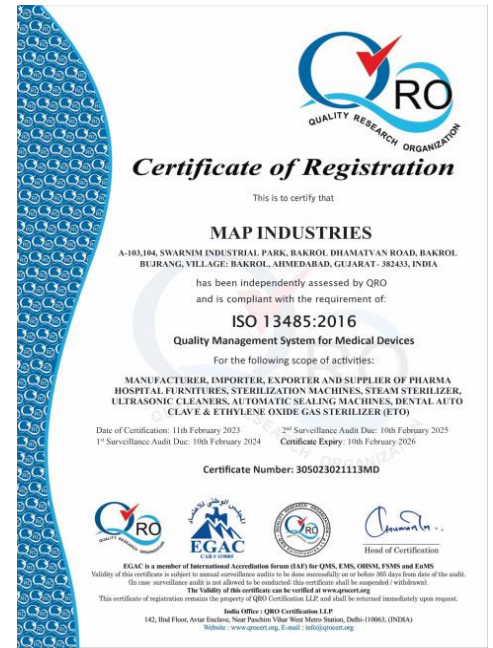 QRO
QUALITY RESEARCH ORGANIZATION
Certificate of Registration
This is to certify that
MAP INDUSTRIES
A-103,104, SWARNIM INDUSTRIAL PARK, BAKROL DHAMATVAN ROAD, BAKROL
BUJRANG, VILLAGE: BAKROL, AHMEDABAD, GUJARAT- 382433, INDIA
has been independently assessed by QRO
and is compliant with the requirement of:
ISO 13485:2016
Quality Management System for Medical Devices
For the following scope of activities:
MANUFACTURER, IMPORTER, EXPORTER AND SUPPLIER OF PHARMA
HOSPITAL FURNITURES, STERILIZATION MACHINES, STEAM STERILIZER,
ULTRASONIC CLEANERS, AUTOMATIC SEALING MACHINES, DENTAL AUTO
CLAVE & ETHYLENE OXIDE GAS STERILIZER (ETO)
Date of Certification: 11th February 2023 2nd Surveillance Audit Due: 10th February 2025
1st Surveillance Audit Due: 10th February 2024 Certificate Expiry: 10th February 2026
Certificate Number: 305023021113MD
QRO
QUALITY RESEARCH ORGANIZATION
EGAC
QRO
Head of Certification
EGAC is a member of International Accreditation forum (IAF) for QMS, EMS, OHSM, FSMS and EnMS
Validity of this certificate is subject to annual surveillance audits to be done successfully on or before 365 days from date of the audit.
(In case surveillance audit is not allowed to be conducted; this certificate shall be suspended / withdrawn).
The Validity of this certificate can be verified at www.qrocert.org
This certificate of registration remains the property of QRO Certification LLP, and shall be returned immediately upon request.
India Office : QRO Certification LLP
142, IInd Floor, Avtar Enclave, Near Paschim Vihar West Metro Station, Delhi-110063, (INDIA)
Website : www.qrocert.org, E-mail : info@qrocert.org